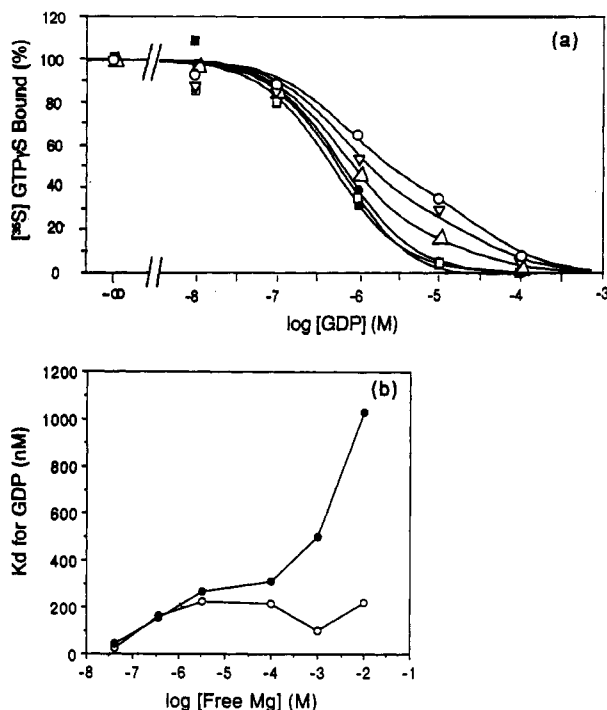 (a)
[³⁵S] GTPγS Bound (%)
120
100
80
60
40
20
0
-∞ -8 -7 -6 -5 -4 -3
log [GDP] (M)
(b)
Kd for GDP (nM)
1200
1000
800
600
400
200
0
-8 -7 -6 -5 -4 -3 -2 -1
log [Free Mg] (M)